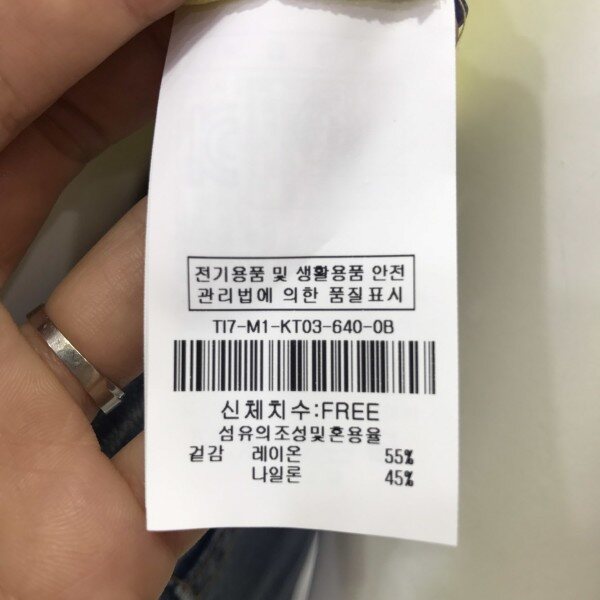 전기용품 및 생활용품 안전
관리법에 의한 품질표시
TI7-M1-KT03-640-0B
신체치수:FREE
섬유의조성및혼용율
겉감 레이온 55%
나일론 45%